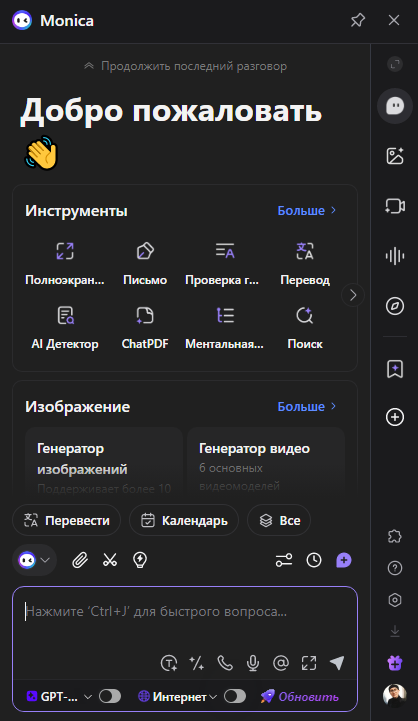 Monica
Продолжить последний разговор
Добро пожаловать
Инструменты
Больше
Полноэкран...
Письмо
Проверка г...
Перевод
AI Детектор
ChatPDF
Ментальная...
Поиск
Изображение
Больше
Генератор изображений
Поддерживает более 10
Генератор видео
6 основных
видеомоделей
Перевести
Календарь
Все
Нажмите ‘Ctrl+J’ для быстрого вопроса...
GPT-...
Интернет
Обновить